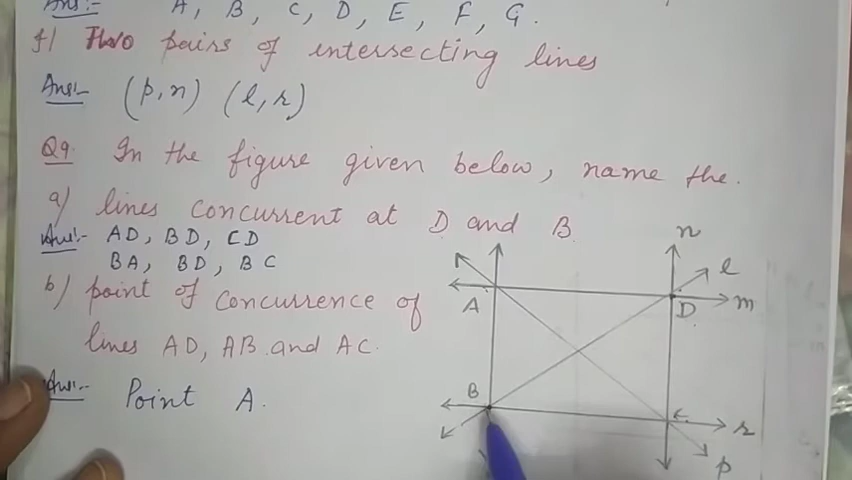 Ans:- A, B, C, D, E, F, G.
f) Two pairs of intersecting lines
Ans:- (p, n) (l, r)
Q9. In the figure given below, name the.
a) lines concurrent at D and B.
Ans:- AD, BD, CD
BA, BD, BC
b) point of concurrence of
lines AD, AB and AC.
Ans:- Point A.
n
l
A
D
m
B
C
r
p